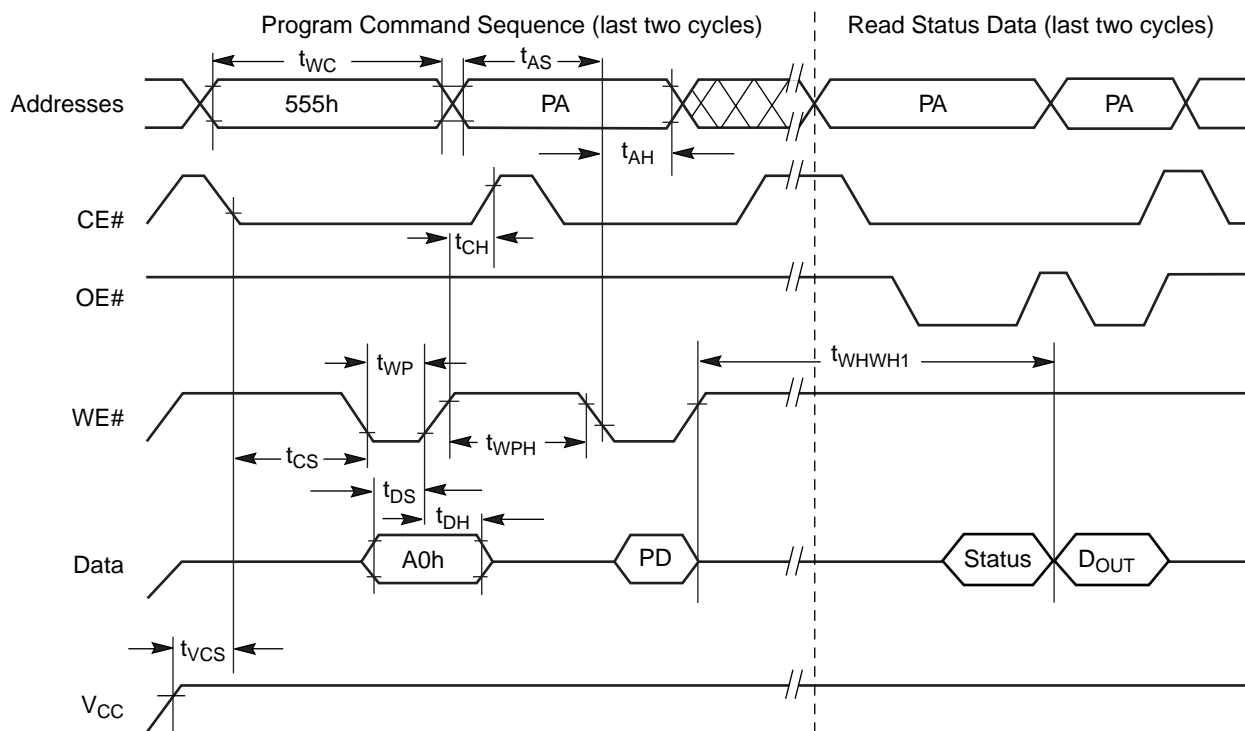 Program Command Sequence (last two cycles)
Read Status Data (last two cycles)
tWC
tAS
Addresses
555h
PA
PA
PA
tAH
CE#
tCH
OE#
tWHWH1
tWP
WE#
tWPH
tCS
tDS
tDH
Data
A0h
PD
Status
DOUT
tVCS
VCC